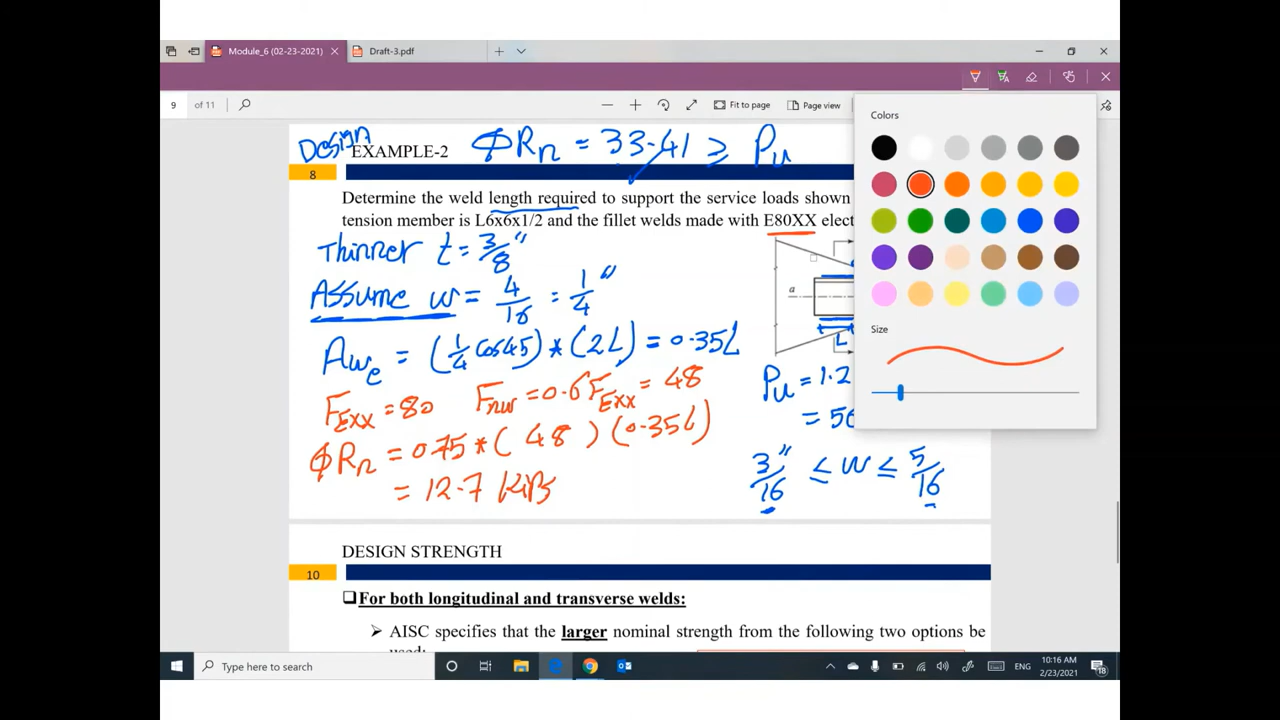 Module_6 (02-23-2021)
Draft-3.pdf
9 of 11
Fit to page
Page view
Colors
Size
Design
EXAMPLE-2
ΦRn = 33.41 ≥ Pu
8
Determine the weld length required to support the service loads shown
tension member is L6x6x1/2 and the fillet welds made with E80XX elect
Thinner t = 3/8"
Assume w = 4/16 = 1/4"
Awe = (1/4 cos45) * (2L) = 0.35L
FEXX = 80 Fnw = 0.6 FEXX = 48
ΦRn = 0.75 * ( 48 ) (0.35L)
= 12.7 Kips
a
L
Pu = 1.2
= 50
3/16" ≤ w ≤ 5/16
DESIGN STRENGTH
10
❑For both longitudinal and transverse welds:
➤ AISC specifies that the larger nominal strength from the following two options be
used:
Type here to search
ENG
10:16 AM
2/23/2021
18